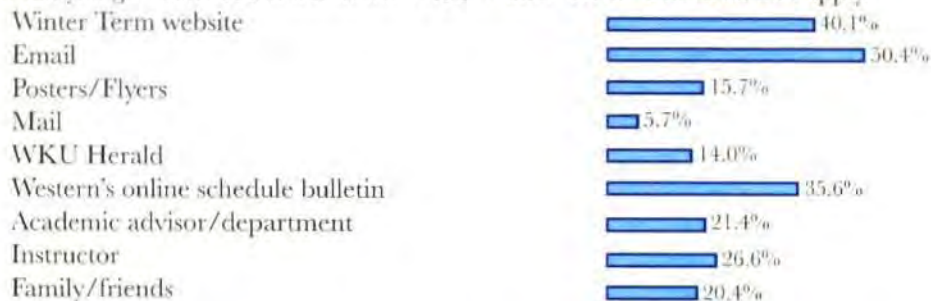 Winter Term website 40.1%
Email 50.4%
Posters/Flyers 15.7%
Mail 5.7%
WKU Herald 14.0%
Western's online schedule bulletin 35.6%
Academic advisor/department 21.4%
Instructor 26.6%
Family/friends 20.4%